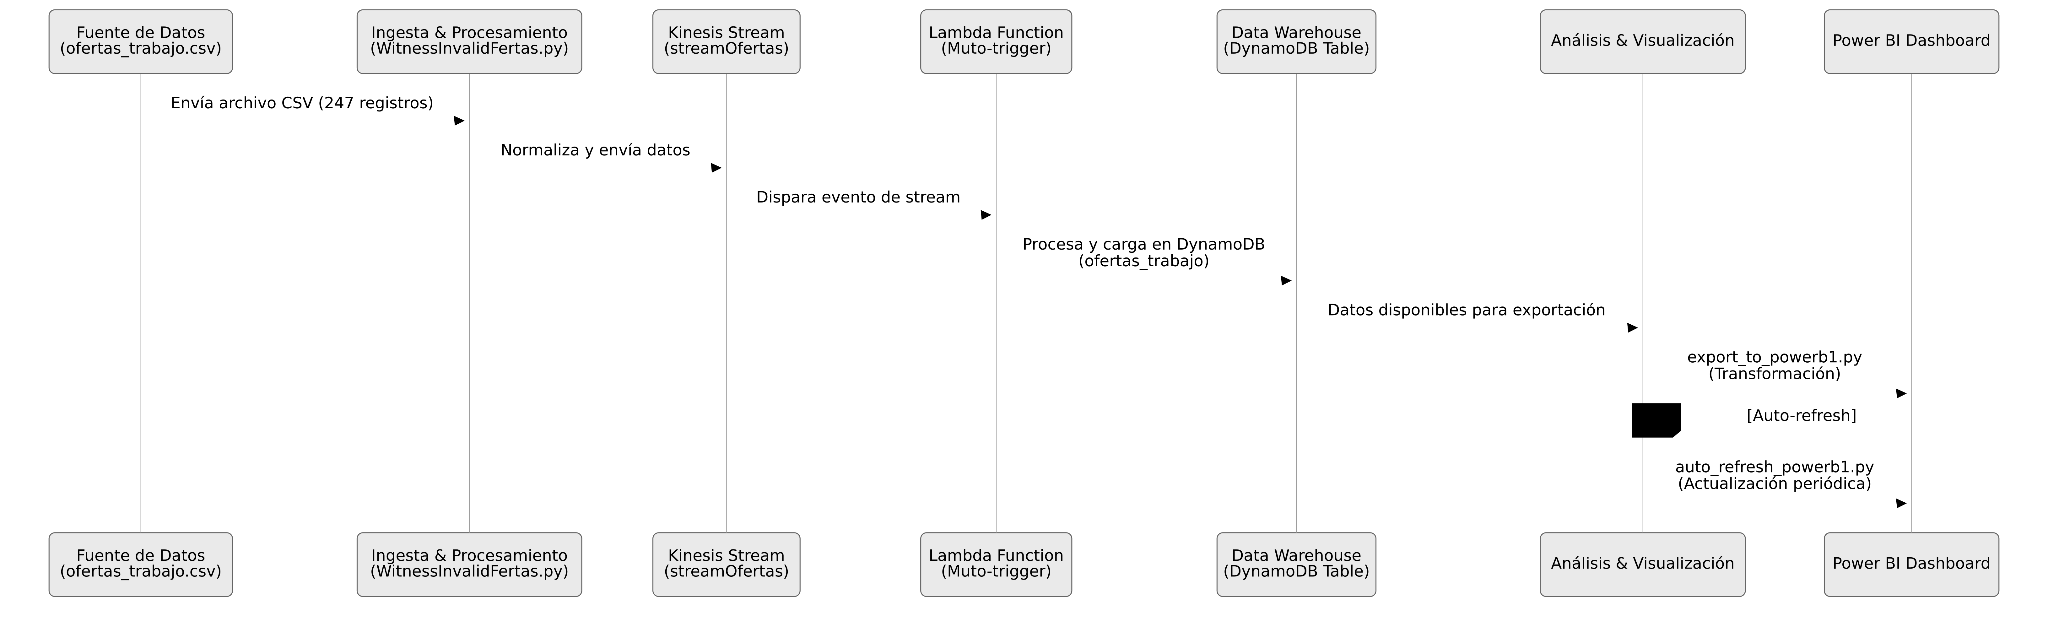 Fuente de Datos
(ofertas_trabajo.csv)
Ingesta & Procesamiento
(WitnessInvalidFertas.py)
Kinesis Stream
(streamOfertas)
Lambda Function
(Muto-trigger)
Data Warehouse
(DynamoDB Table)
Análisis & Visualización
Power BI Dashboard
Envía archivo CSV (247 registros)
Normaliza y envía datos
Dispara evento de stream
Procesa y carga en DynamoDB
(ofertas_trabajo)
Datos disponibles para exportación
export_to_powerb1.py
(Transformación)
[Auto-refresh]
auto_refresh_powerb1.py
(Actualización periódica)
Fuente de Datos
(ofertas_trabajo.csv)
Ingesta & Procesamiento
(WitnessInvalidFertas.py)
Kinesis Stream
(streamOfertas)
Lambda Function
(Muto-trigger)
Data Warehouse
(DynamoDB Table)
Análisis & Visualización
Power BI Dashboard